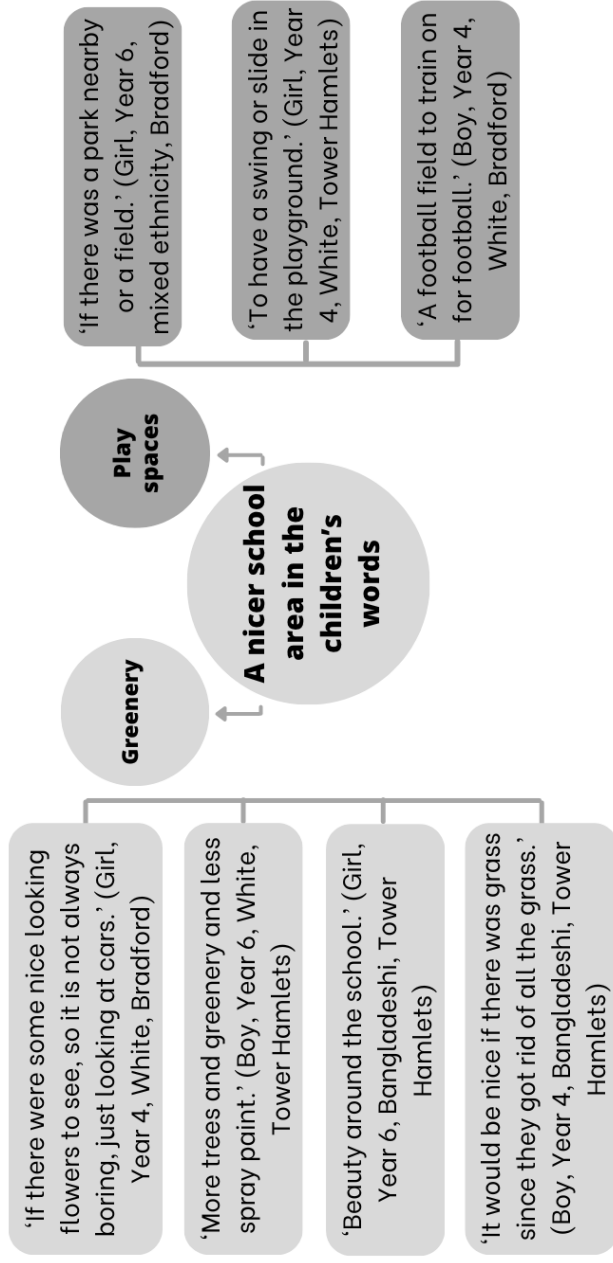 ‘If there were some nice looking
flowers to see, so it is not always
boring, just looking at cars.’ (Girl,
Year 4, White, Bradford)
‘More trees and greenery and less
spray paint.’ (Boy, Year 6, White,
Tower Hamlets)
‘Beauty around the school.’ (Girl,
Year 6, Bangladeshi, Tower
Hamlets)
‘It would be nice if there was grass
since they got rid of all the grass.’
(Boy, Year 4, Bangladeshi, Tower
Hamlets)
Greenery
A nicer school
area in the
children’s
words
Play
spaces
‘If there was a park nearby
or a field.’ (Girl, Year 6,
mixed ethnicity, Bradford)
‘To have a swing or slide in
the playground.’ (Girl, Year
4, White, Tower Hamlets)
‘A football field to train on
for football.’ (Boy, Year 4,
White, Bradford)